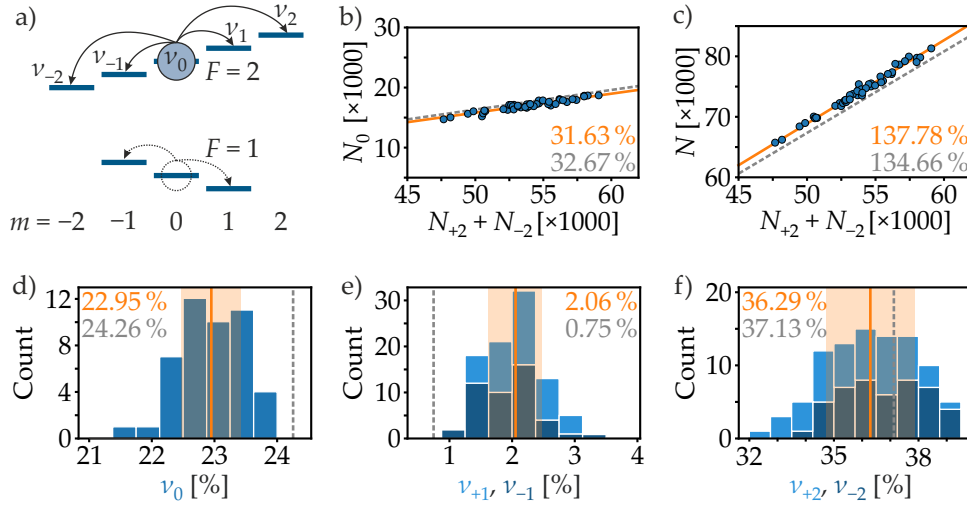 a)
ν₋₂
ν₋₁
ν₀
ν₁
ν₂
F = 2
F = 1
m = −2 −1 0 1 2
b)
N₀ [×1000]
30
20
10
0
31.63 %
32.67 %
45 50 55 60
N₊₂ + N₋₂ [×1000]
c)
N [×1000]
80
70
60
137.78 %
134.66 %
45 50 55 60
N₊₂ + N₋₂ [×1000]
d)
Count
12
8
4
0
22.95 %
24.26 %
21 22 23 24
ν₀ [%]
e)
Count
30
20
10
0
2.06 %
0.75 %
1 2 3 4
ν₊₁, ν₋₁ [%]
f)
Count
20
10
0
36.29 %
37.13 %
32 35 38
ν₊₂, ν₋₂ [%]